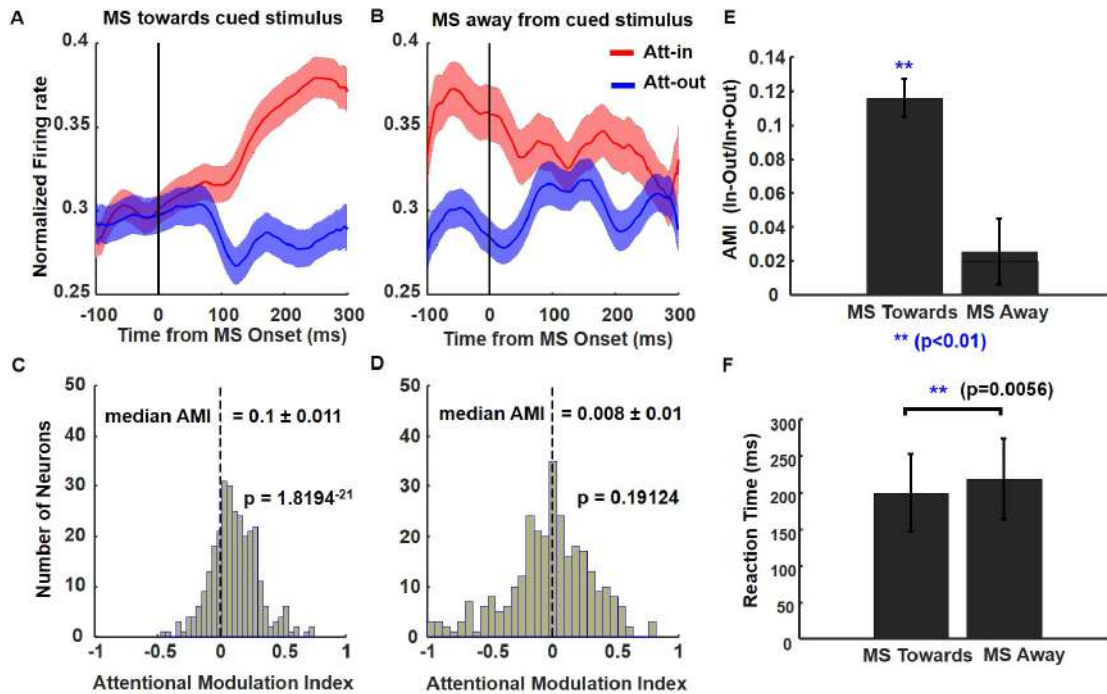 A
MS towards cued stimulus
0.4
0.35
0.3
0.25
Normalized Firing rate
-100 0 100 200 300
Time from MS Onset (ms)
B
MS away from cued stimulus
Att-in
Att-out
0.4
0.35
0.3
0.25
-100 0 100 200 300
Time from MS Onset (ms)
C
50
40
30
20
10
0
Number of Neurons
median AMI = 0.1 ± 0.011
p = 1.8194-21
-1 -0.5 0 0.5 1
Attentional Modulation Index
D
50
40
30
20
10
0
median AMI = 0.008 ± 0.01
p = 0.19124
-1 -0.5 0 0.5 1
Attentional Modulation Index
E
0.14
0.12
0.1
0.08
0.06
0.04
0.02
0
AMI (In-Out/In+Out)
**
MS Towards MS Away
** (p<0.01)
F
** (p=0.0056)
300
250
200
150
100
50
0
Reaction Time (ms)
MS Towards MS Away